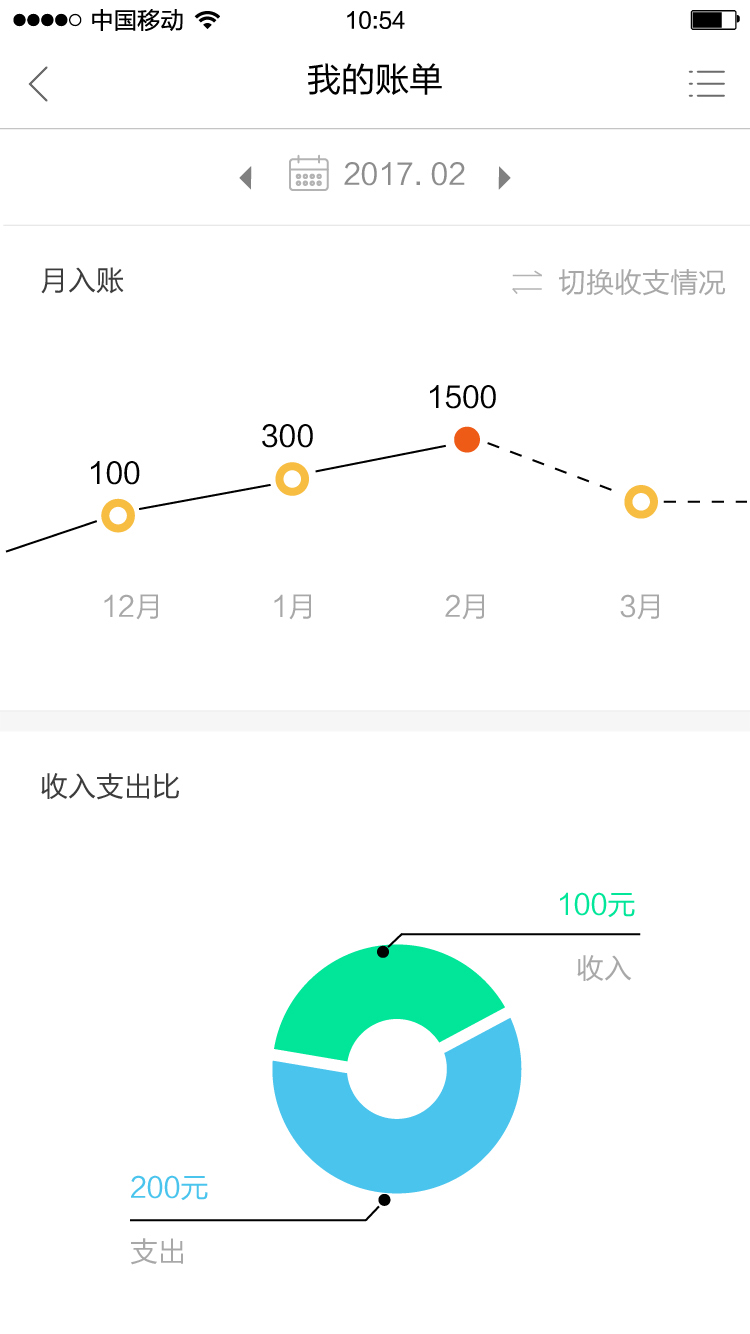 中国移动 10:54
我的账单
2017.02
月入账 切换收支情况
1500
300
100
12月 1月 2月 3月
收入支出比
100元
收入
200元
支出